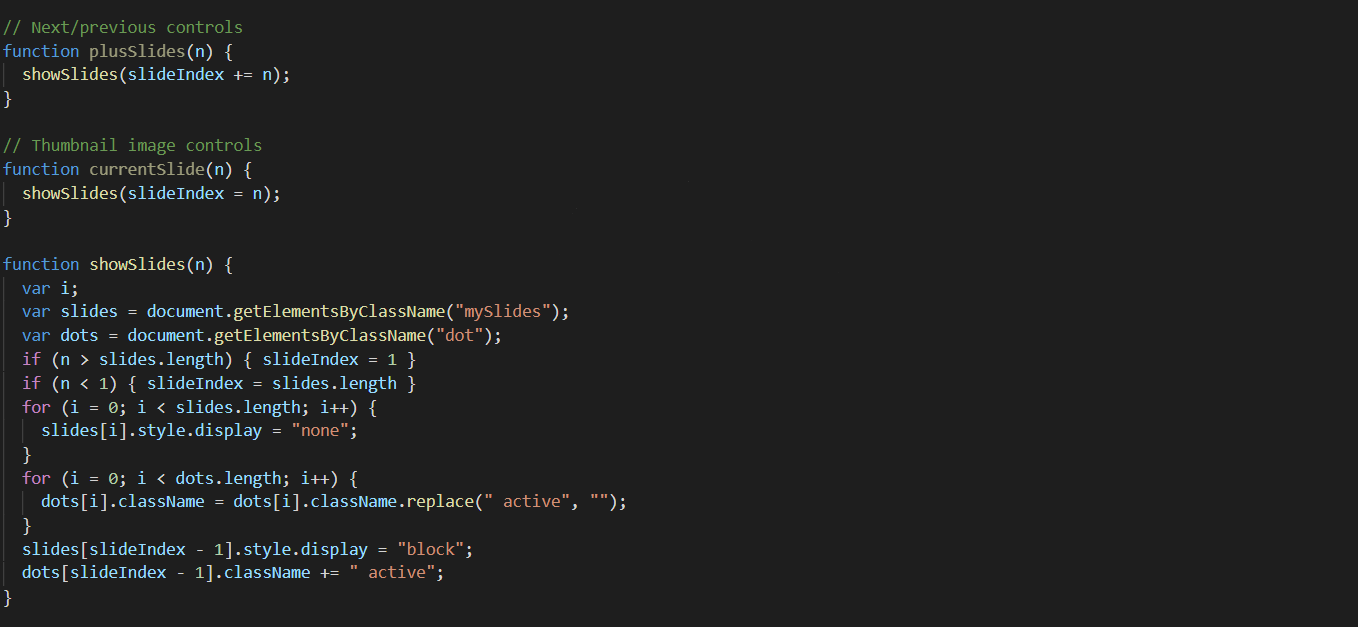 // Next/previous controls
function plusSlides(n) {
  showSlides(slideIndex += n);
}

// Thumbnail image controls
function currentSlide(n) {
  showSlides(slideIndex = n);
}

function showSlides(n) {
  var i;
  var slides = document.getElementsByClassName("mySlides");
  var dots = document.getElementsByClassName("dot");
  if (n > slides.length) { slideIndex = 1 }
  if (n < 1) { slideIndex = slides.length }
  for (i = 0; i < slides.length; i++) {
    slides[i].style.display = "none";
  }
  for (i = 0; i < dots.length; i++) {
    dots[i].className = dots[i].className.replace(" active", "");
  }
  slides[slideIndex - 1].style.display = "block";
  dots[slideIndex - 1].className += " active";
}